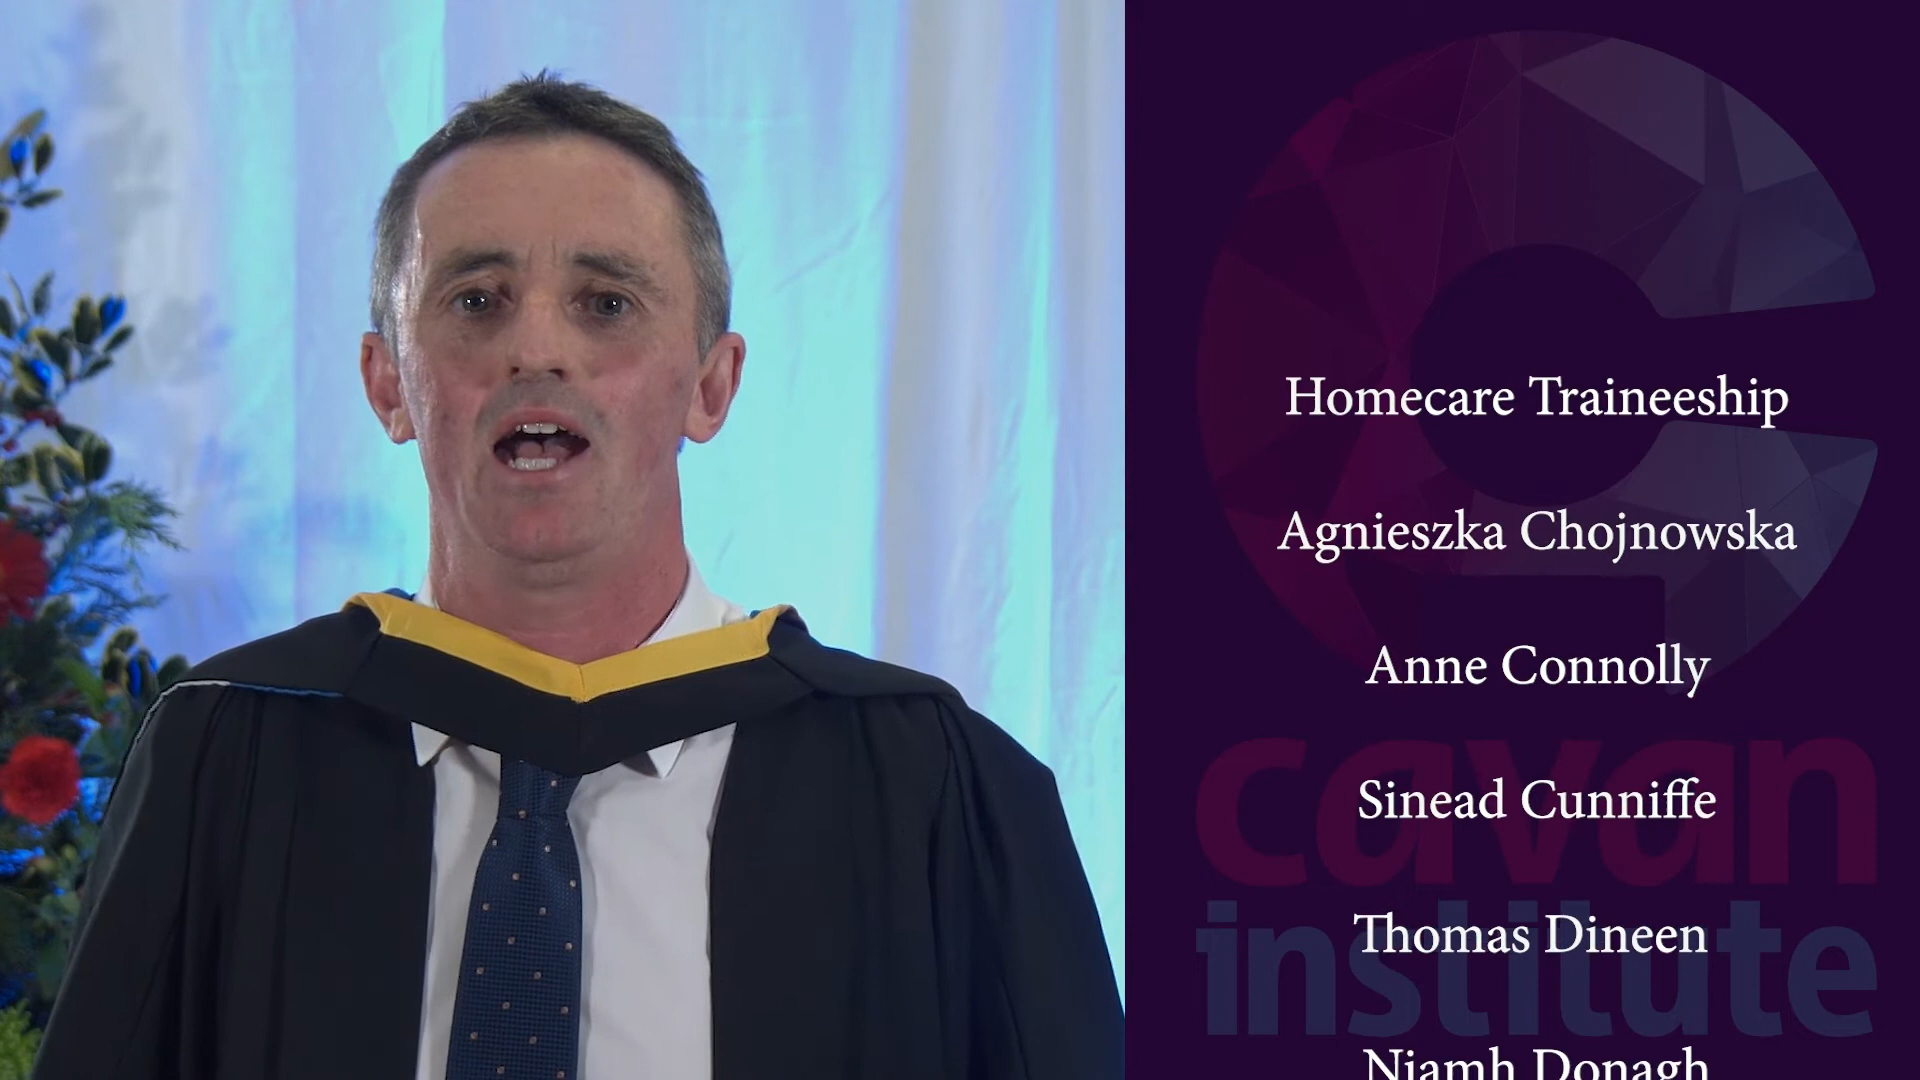 Homecare Traineeship
Agnieszka Chojnowska
Anne Connolly
Sinead Cunniffe
Thomas Dineen
Niamh Donagh
cavan
institute